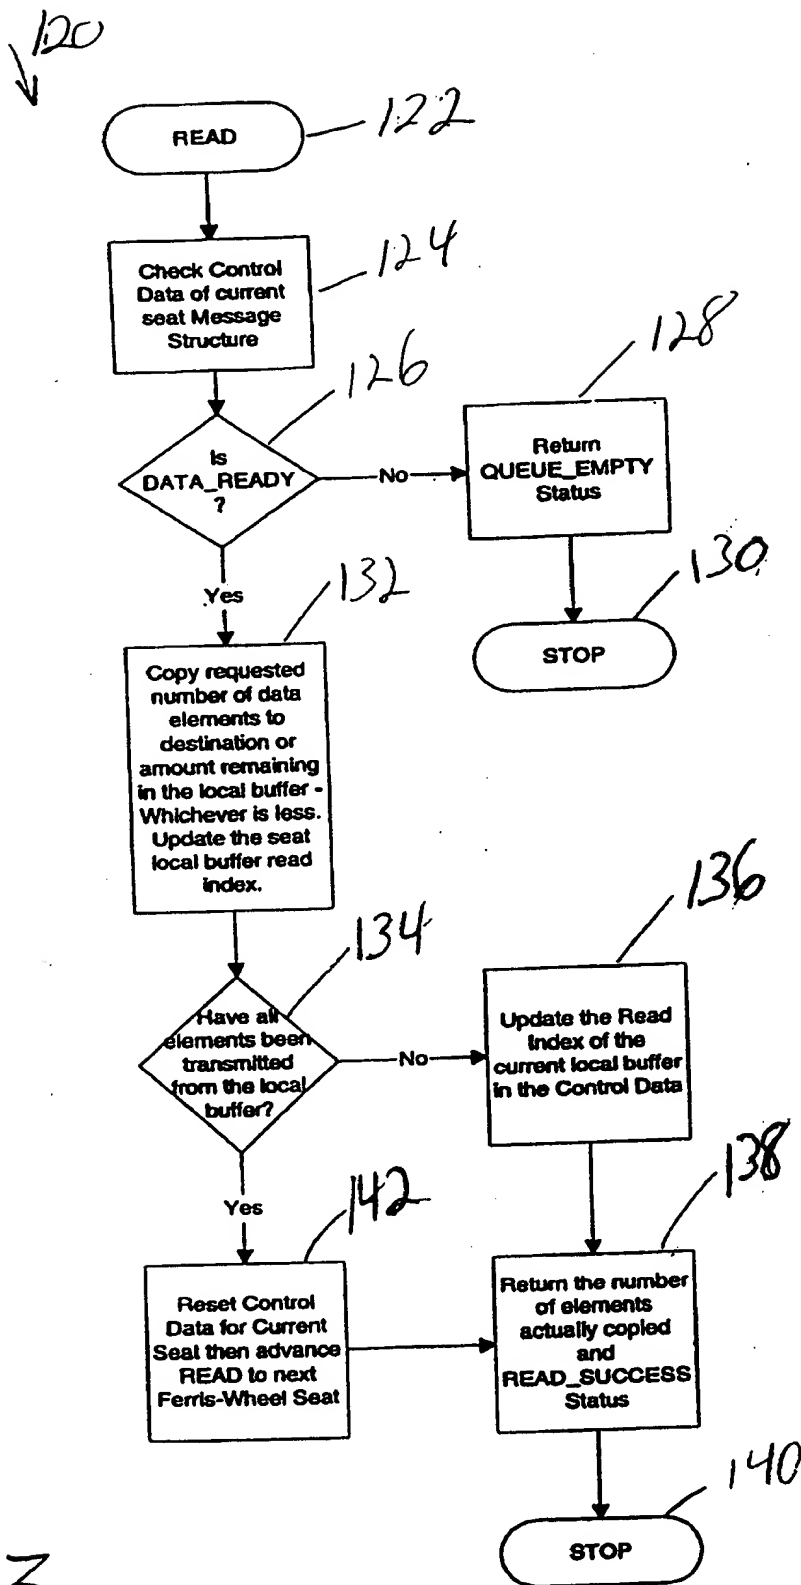 120
READ
122
Check Control
Data of current
seat Message
Structure
124
126
Is
DATA_READY
?
No
128
Return
QUEUE_EMPTY
Status
130
STOP
Yes
132
Copy requested
number of data
elements to
destination or
amount remaining
in the local buffer -
Whichever is less.
Update the seat
local buffer read
index.
134
Have all
elements been
transmitted
from the local
buffer?
No
136
Update the Read
Index of the
current local buffer
in the Control Data
Yes
142
Reset Control
Data for Current
Seat then advance
READ to next
Ferris-Wheel Seat
138
Return the number
of elements
actually copied
and
READ_SUCCESS
Status
140
STOP